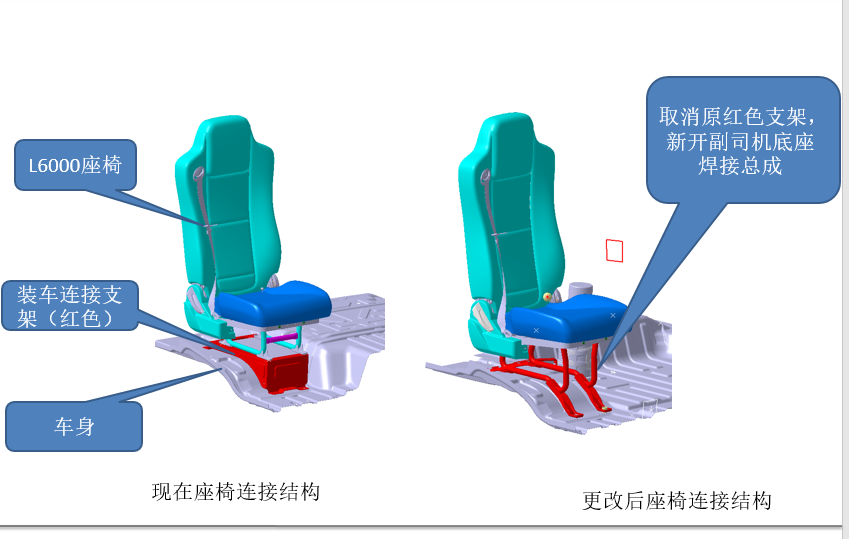 取消原红色支架，
新开副司机底座
焊接总成
L6000座椅
装车连接支
架（红色）
车身
现在座椅连接结构
更改后座椅连接结构